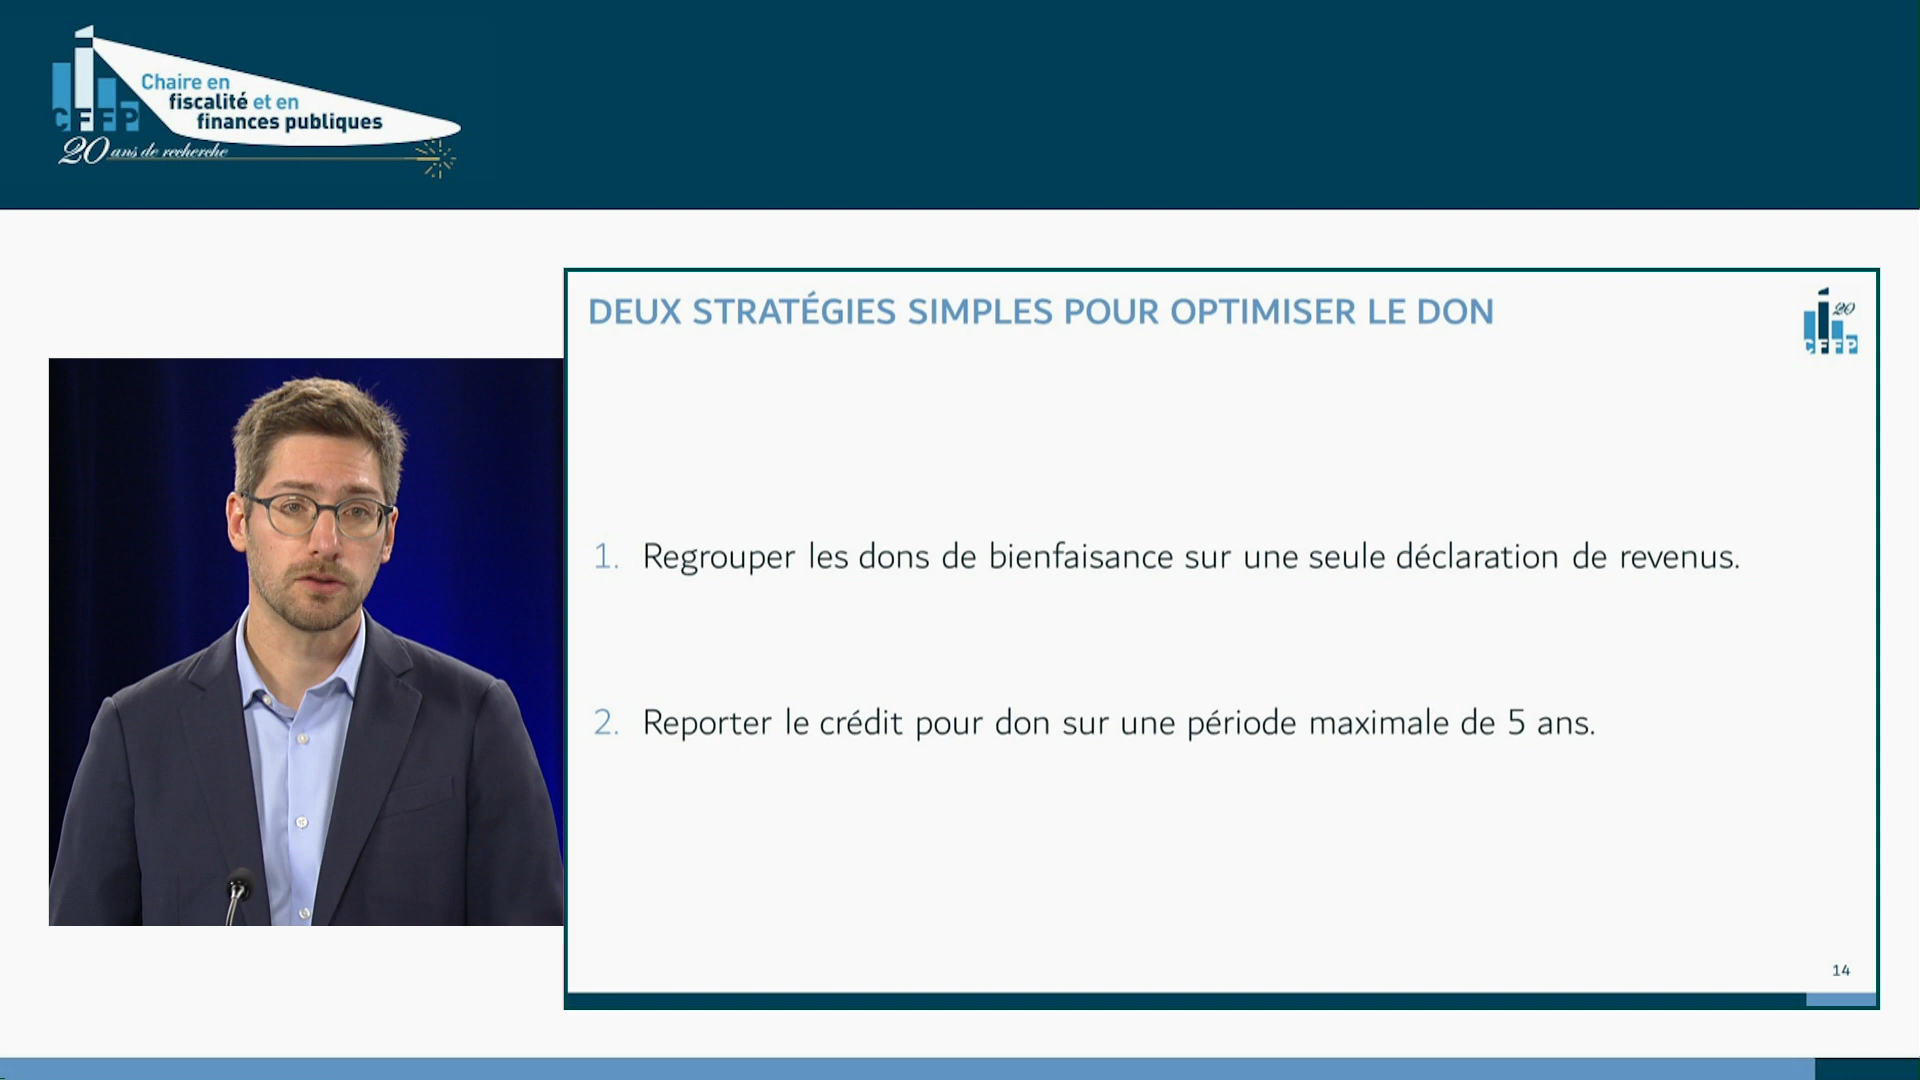 Chaire en
fiscalité et en
finances publiques
CFFP
20 ans de recherche
DEUX STRATÉGIES SIMPLES POUR OPTIMISER LE DON
20
CFFP
1. Regrouper les dons de bienfaisance sur une seule déclaration de revenus.
2. Reporter le crédit pour don sur une période maximale de 5 ans.
14